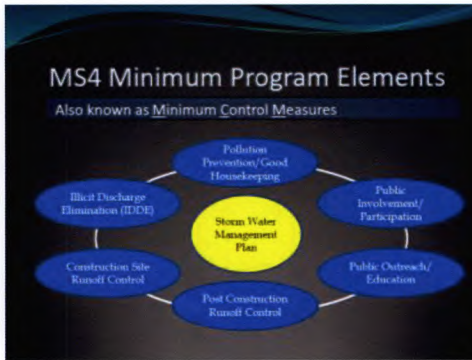 MS4 Minimum Program Elements
Also known as Minimum Control Measures
Pollution
Prevention/Good
Housekeeping
Illicit Discharge
Elimination (IDDE)
Public
Involvement/
Participation
Storm Water
Management
Plan
Construction Site
Runoff Control
Public Outreach/
Education
Post Construction
Runoff Control